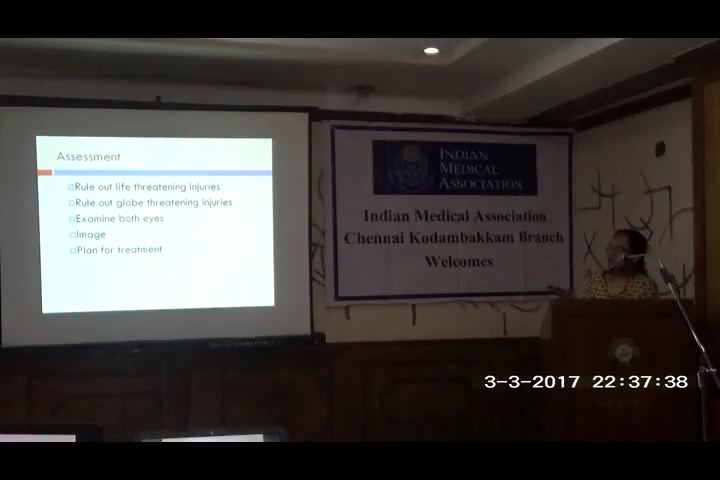 Assessment
Rule out life threatening injuries
Rule out globe threatening injuries
Examine both eyes
Image
Plan for treatment
INDIAN
MEDICAL
ASSOCIATION
Indian Medical Association
Chennai Kodambakkam Branch
Welcomes
3-3-2017 22:37:38